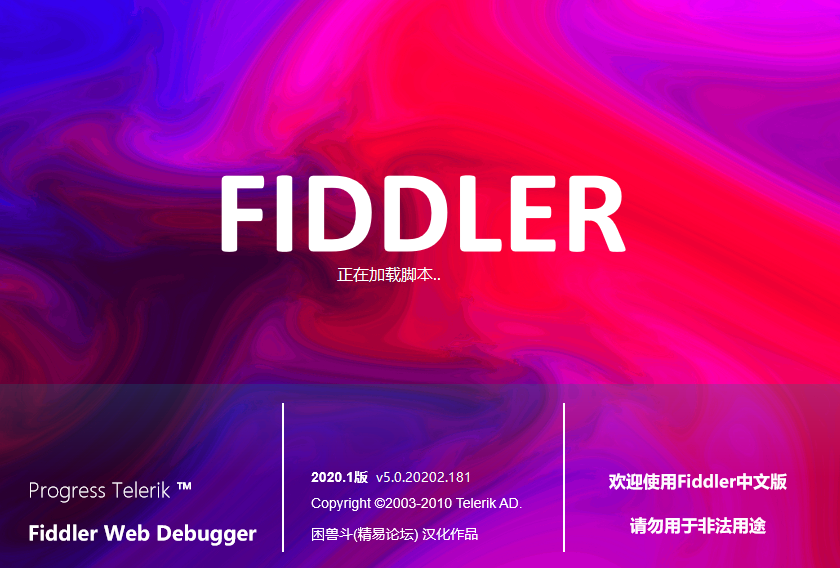 FIDDLER
正在加载脚本..
Progress Telerik ™
Fiddler Web Debugger
2020.1版 v5.0.20202.181
Copyright ©2003-2010 Telerik AD.
困兽斗(精易论坛) 汉化作品
欢迎使用Fiddler中文版
请勿用于非法用途